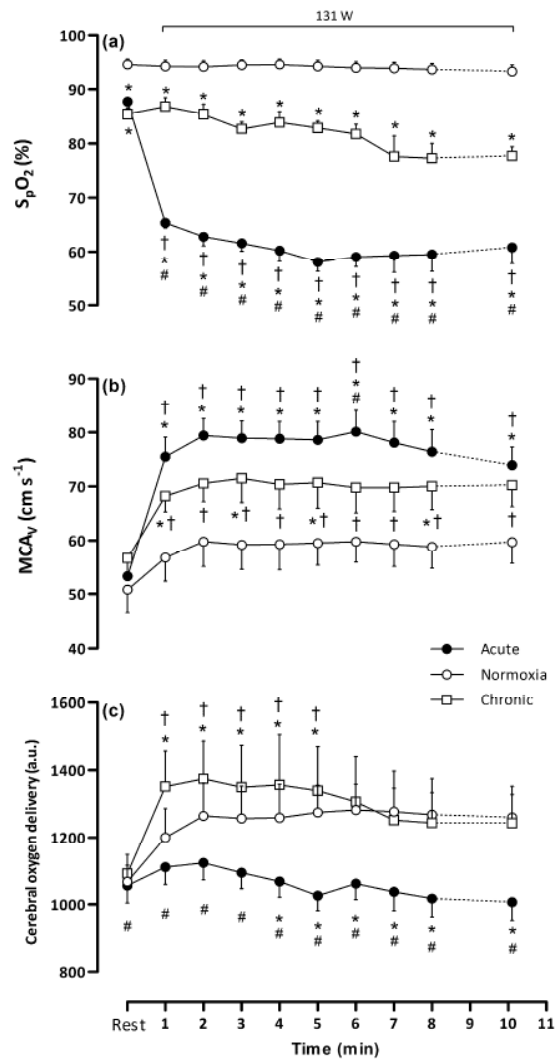 131 W
(a)
100
90
80
70
60
50
SpO2 (%)
* * * * * * * * * *
*
† † † † † † † † †
* * * * * * * * *
# # # # # # # # #
(b)
90
80
70
60
50
40
MCAV (cm s-1)
† † † † † † † † †
* * * * * * * * *
#
*† † *† † *† † † *† †
Acute
Normoxia
Chronic
(c)
1600
1400
1200
1000
800
Cerebral oxygen delivery (a.u.)
† † † † †
* * * * *
* * * * * *
# # # # # # # # # #
Rest 1 2 3 4 5 6 7 8 9 10 11
Time (min)